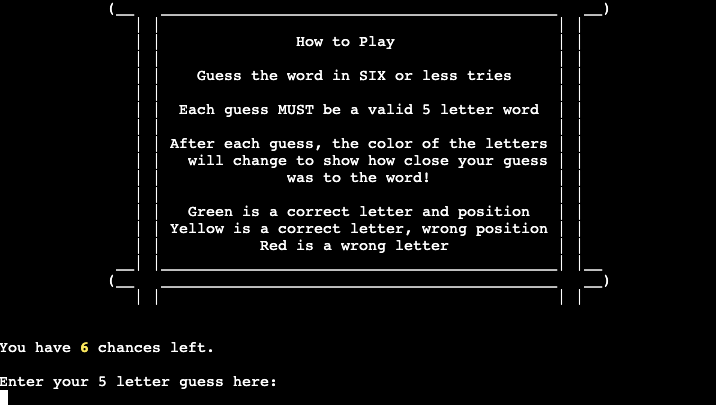 How to Play
Guess the word in SIX or less tries
Each guess MUST be a valid 5 letter word
After each guess, the color of the letters
will change to show how close your guess
was to the word!
Green is a correct letter and position
Yellow is a correct letter, wrong position
Red is a wrong letter
You have 6 chances left.
Enter your 5 letter guess here: